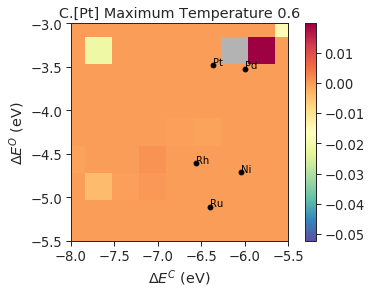 C.[Pt] Maximum Temperature 0.6
−3.0
−3.5
−4.0
−4.5
−5.0
−5.5
ΔE^O (eV)
Pt
Pd
Rh
Ni
Ru
−8.0 −7.5 −7.0 −6.5 −6.0 −5.5
ΔE^C (eV)
0.01
0.00
−0.01
−0.02
−0.03
−0.04
−0.05